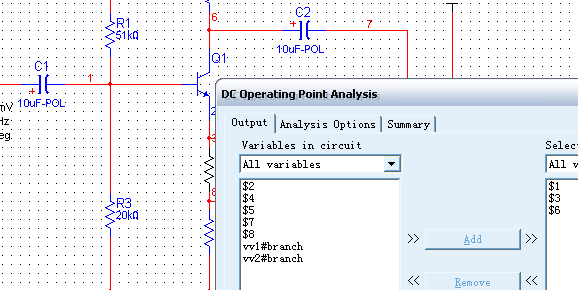 R1
51kΩ
6
C2
7
10uF-POL
Q1
C1
1
10uF-POL
mV
Hz
eg
2
3
8
R3
20kΩ
DC Operating Point Analysis
Output
Analysis Options
Summary
Variables in circuit
Selec
All variables
All v
$2
$4
$5
$7
$8
vv1#branch
vv2#branch
$1
$3
$6
>> Add >>
<< Remove <<